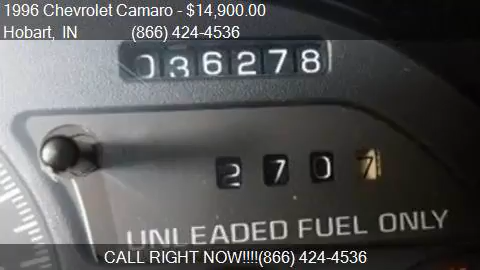 1996 Chevrolet Camaro - $14,900.00
Hobart, IN (866) 424-4536
036278
2707
UNLEADED FUEL ONLY
CALL RIGHT NOW!!!!(866) 424-4536